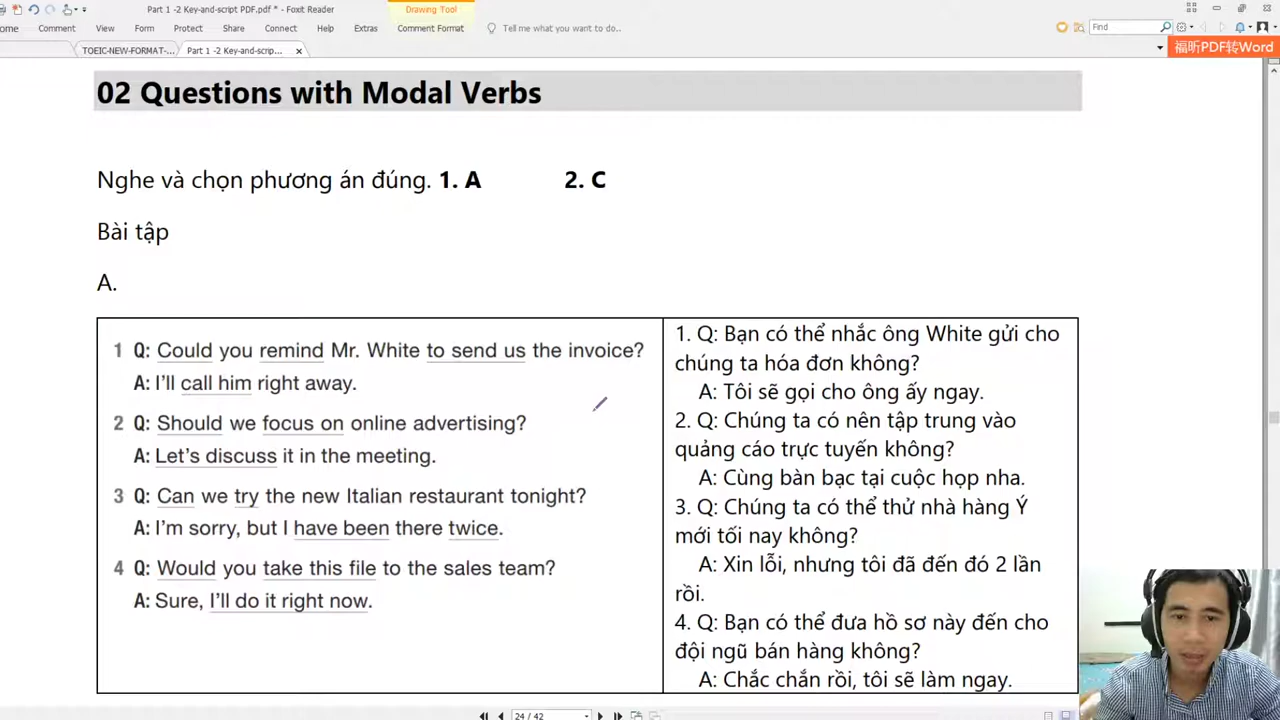 Part 1 -2 Key-and-script PDF.pdf * - Foxit Reader
Drawing Tool
ome Comment View Form Protect Share Connect Help Extras Comment Format Tell me what you want to do.. Find
TOEIC-NEW-FORMAT-... Part 1 -2 Key-and-scrip...
福昕PDF转Word
02 Questions with Modal Verbs
Nghe và chọn phương án đúng. 1. A 2. C
Bài tập
A.
1 Q: Could you remind Mr. White to send us the invoice?
A: I'll call him right away.
2 Q: Should we focus on online advertising?
A: Let's discuss it in the meeting.
3 Q: Can we try the new Italian restaurant tonight?
A: I'm sorry, but I have been there twice.
4 Q: Would you take this file to the sales team?
A: Sure, I'll do it right now.
1. Q: Bạn có thể nhắc ông White gửi cho
chúng ta hóa đơn không?
A: Tôi sẽ gọi cho ông ấy ngay.
2. Q: Chúng ta có nên tập trung vào
quảng cáo trực tuyến không?
A: Cùng bàn bạc tại cuộc họp nha.
3. Q: Chúng ta có thể thử nhà hàng Ý
mới tối nay không?
A: Xin lỗi, nhưng tôi đã đến đó 2 lần
rồi.
4. Q: Bạn có thể đưa hồ sơ này đến cho
đội ngũ bán hàng không?
A: Chắc chắn rồi, tôi sẽ làm ngay.
24 / 42